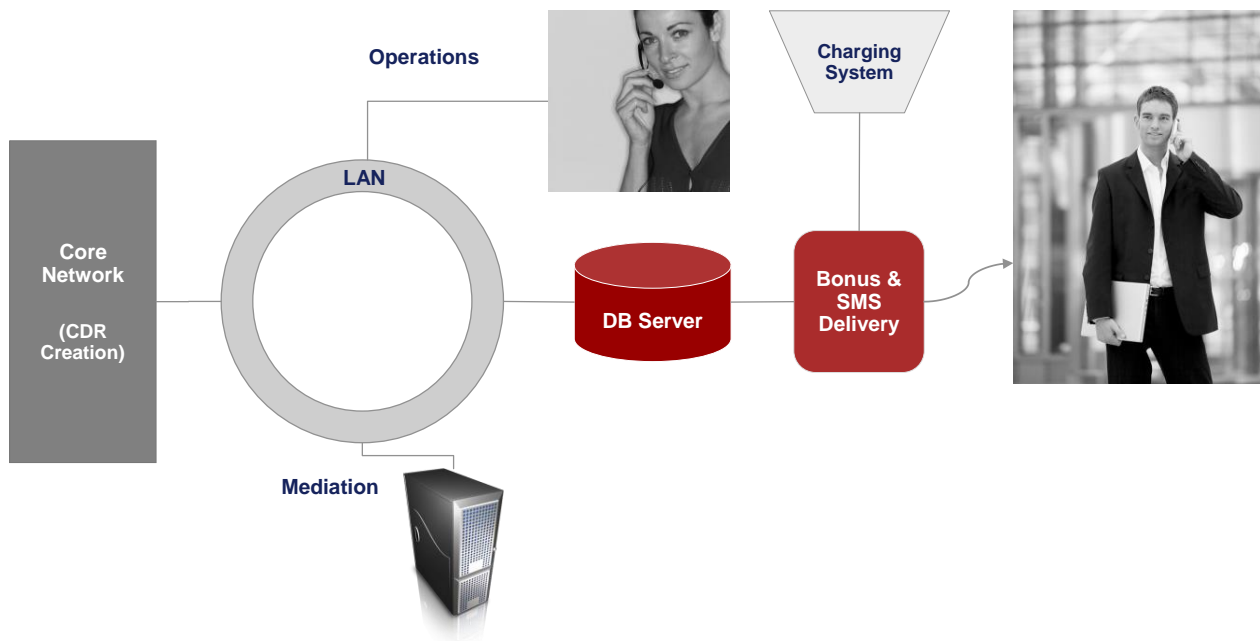 Operations
Charging
System
LAN
Core
Network
(CDR
Creation)
DB Server
Bonus &
SMS
Delivery
Mediation